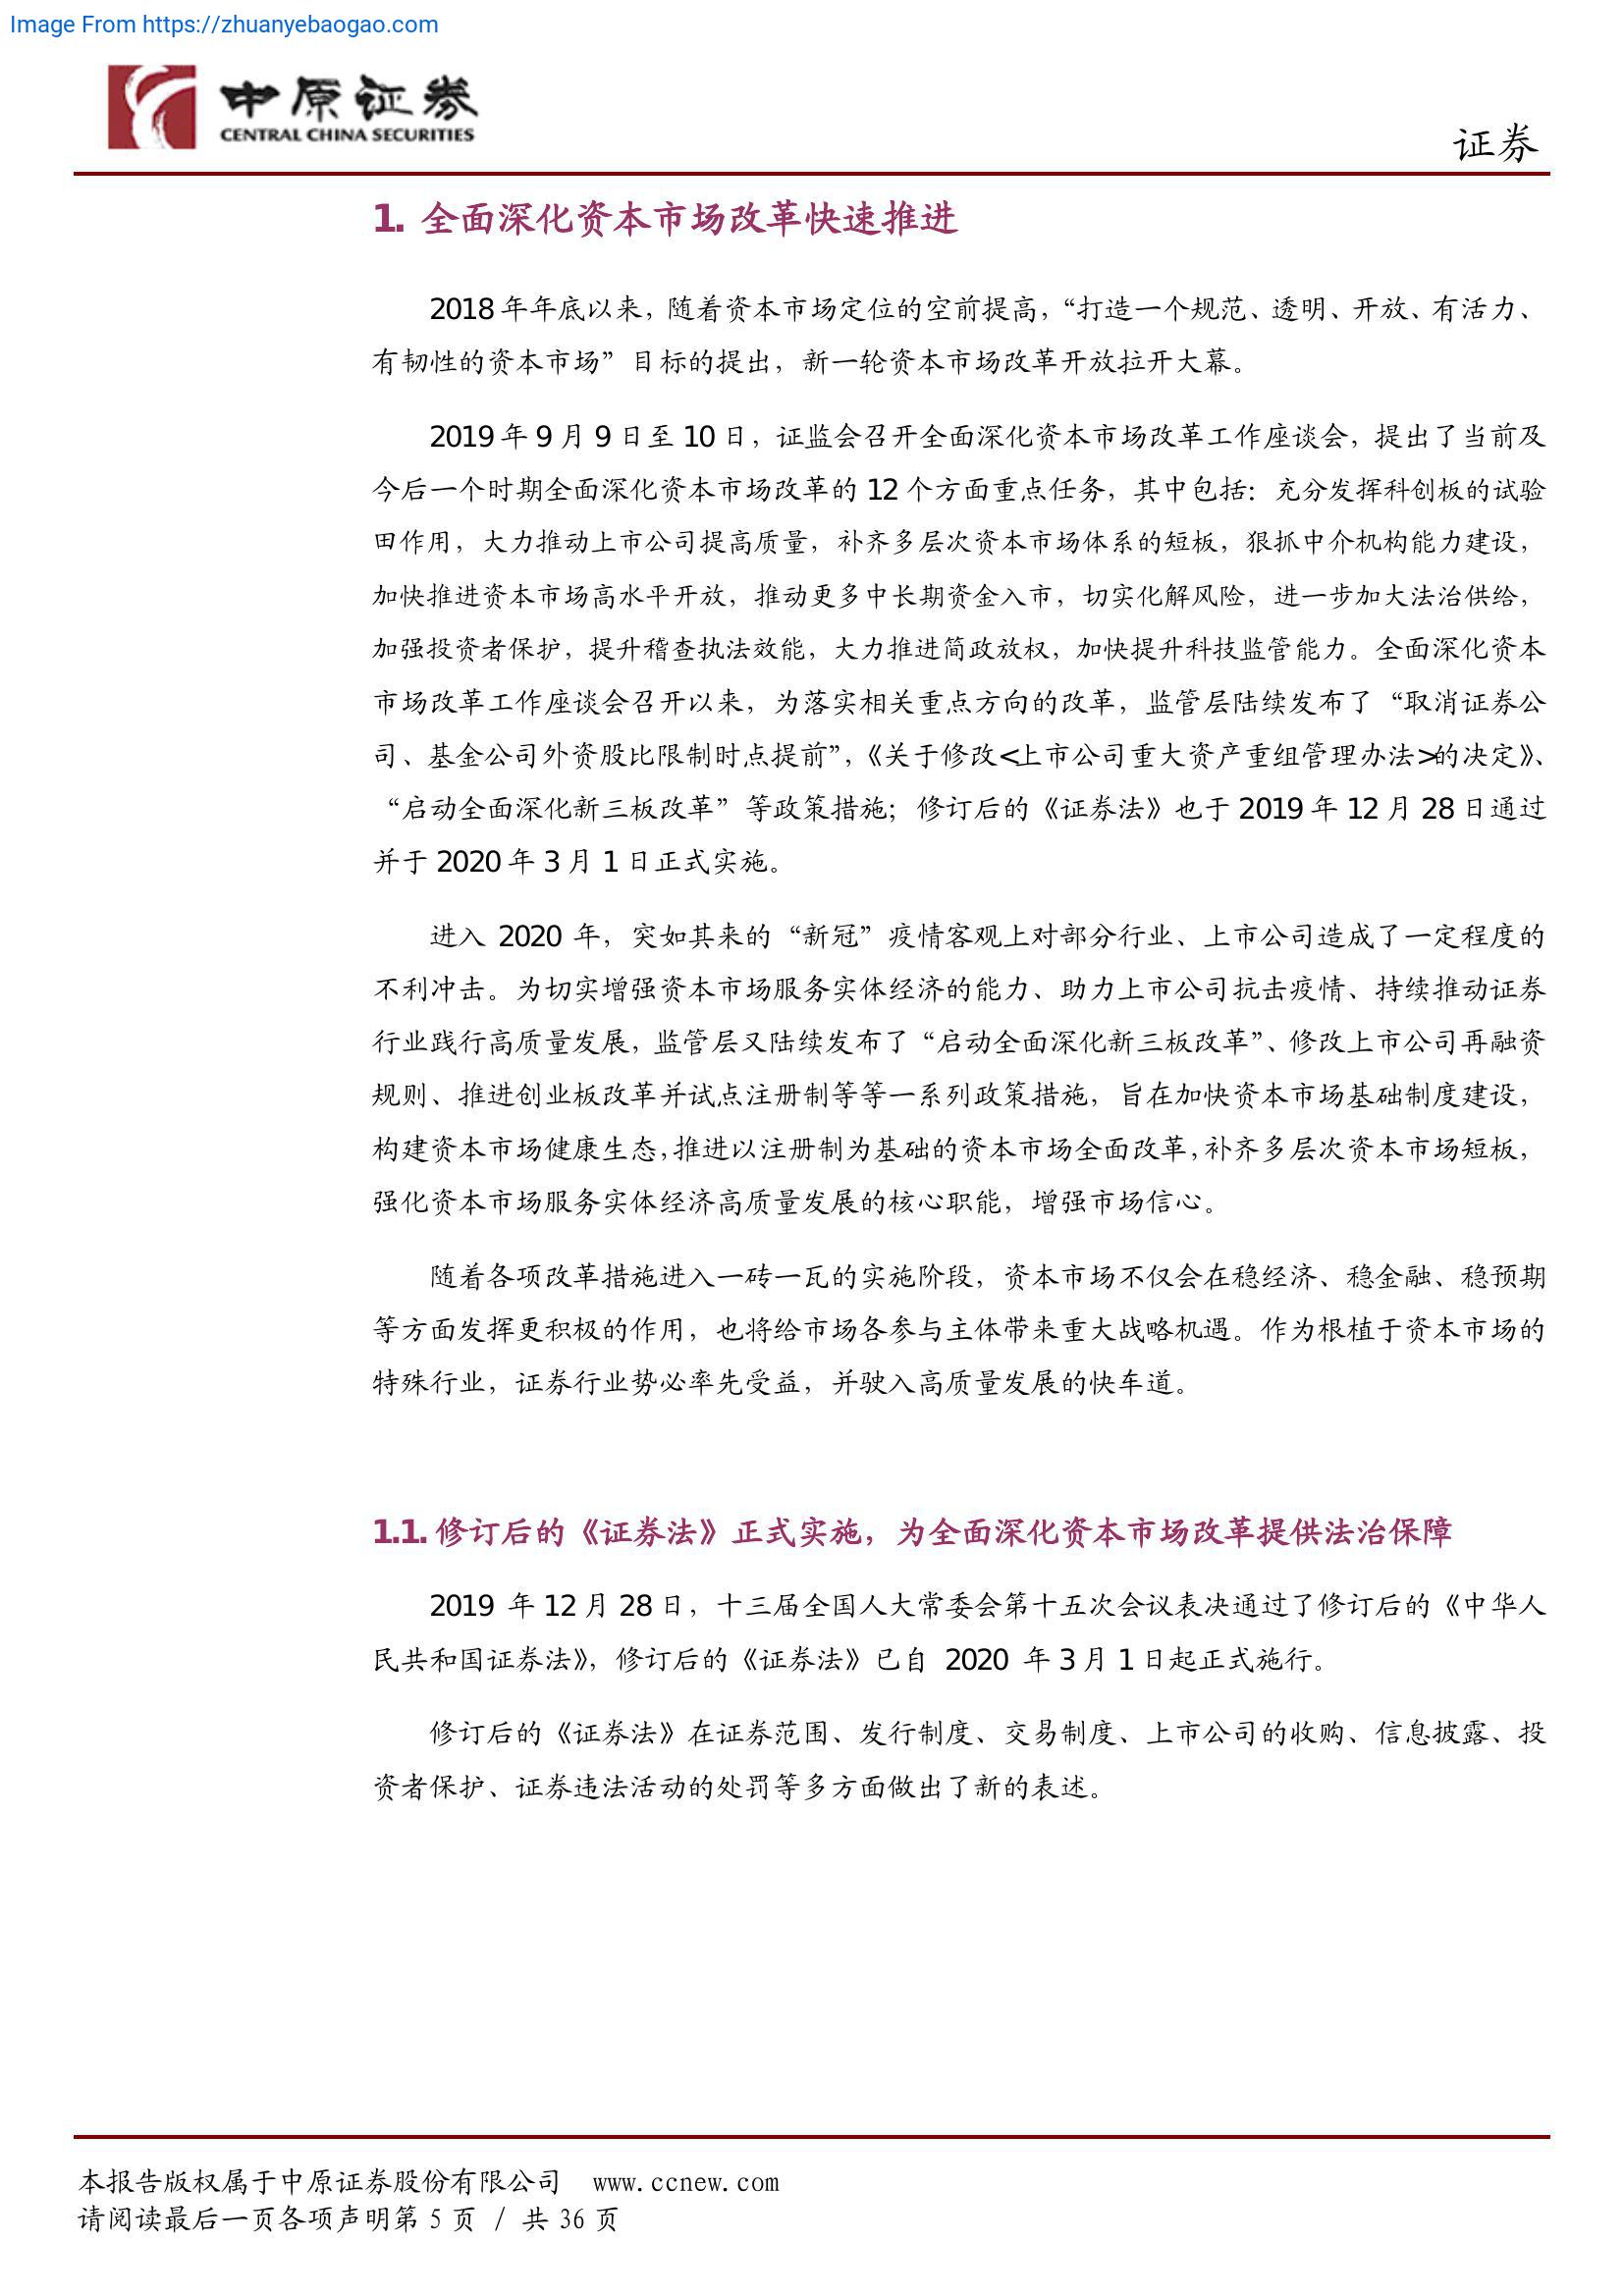 Image From https://zhuanyebaogao.com
中原证券
CENTRAL CHINA SECURITIES
证券
1. 全面深化资本市场改革快速推进
2018 年年底以来，随着资本市场定位的空前提高，“打造一个规范、透明、开放、有活力、
有韧性的资本市场”目标的提出，新一轮资本市场改革开放拉开大幕。
2019 年 9 月 9 日至 10 日，证监会召开全面深化资本市场改革工作座谈会，提出了当前及
今后一个时期全面深化资本市场改革的 12 个方面重点任务，其中包括：充分发挥科创板的试验
田作用，大力推动上市公司提高质量，补齐多层次资本市场体系的短板，狠抓中介机构能力建设，
加快推进资本市场高水平开放，推动更多中长期资金入市，切实化解风险，进一步加大法治供给，
加强投资者保护，提升稽查执法效能，大力推进简政放权，加快提升科技监管能力。全面深化资本
市场改革工作座谈会召开以来，为落实相关重点方向的改革，监管层陆续发布了“取消证券公
司、基金公司外资股比限制时点提前”，《关于修改<上市公司重大资产重组管理办法>的决定》、
“启动全面深化新三板改革”等政策措施；修订后的《证券法》也于 2019 年 12 月 28 日通过
并于 2020 年 3 月 1 日正式实施。
进入 2020 年，突如其来的“新冠”疫情客观上对部分行业、上市公司造成了一定程度的
不利冲击。为切实增强资本市场服务实体经济的能力、助力上市公司抗击疫情、持续推动证券
行业践行高质量发展，监管层又陆续发布了“启动全面深化新三板改革”、修改上市公司再融资
规则、推进创业板改革并试点注册制等等一系列政策措施，旨在加快资本市场基础制度建设，
构建资本市场健康生态，推进以注册制为基础的资本市场全面改革，补齐多层次资本市场短板，
强化资本市场服务实体经济高质量发展的核心职能，增强市场信心。
随着各项改革措施进入一砖一瓦的实施阶段，资本市场不仅会在稳经济、稳金融、稳预期
等方面发挥更积极的作用，也将给市场各参与主体带来重大战略机遇。作为根植于资本市场的
特殊行业，证券行业势必率先受益，并驶入高质量发展的快车道。
1.1. 修订后的《证券法》正式实施，为全面深化资本市场改革提供法治保障
2019 年 12 月 28 日，十三届全国人大常委会第十五次会议表决通过了修订后的《中华人
民共和国证券法》，修订后的《证券法》已自 2020 年 3 月 1 日起正式施行。
修订后的《证券法》在证券范围、发行制度、交易制度、上市公司的收购、信息披露、投
资者保护、证券违法活动的处罚等多方面做出了新的表述。
本报告版权属于中原证券股份有限公司 www.ccnew.com
请阅读最后一页各项声明第 5 页 / 共 36 页